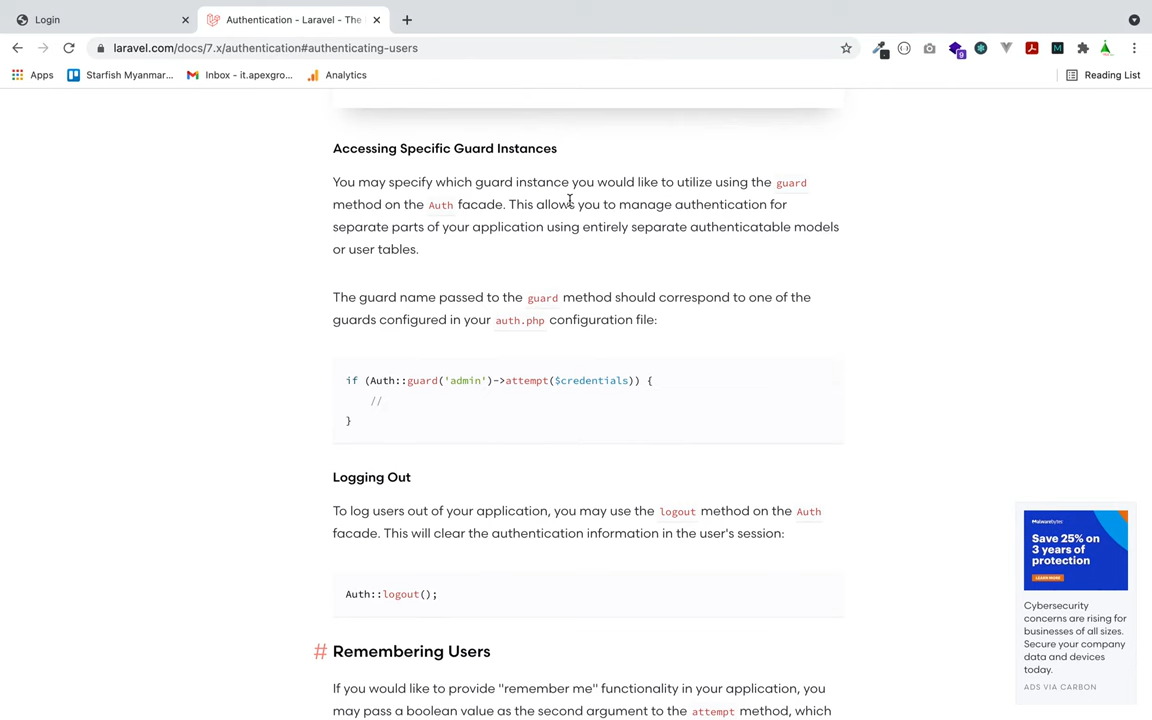 Login
Authentication - Laravel - The
laravel.com/docs/7.x/authentication#authenticating-users
9
M
Apps
Starfish Myanmar...
Inbox - it.apexgro...
Analytics
Reading List
Accessing Specific Guard Instances
You may specify which guard instance you would like to utilize using the guard
method on the Auth facade. This allows you to manage authentication for
separate parts of your application using entirely separate authenticatable models
or user tables.
The guard name passed to the guard method should correspond to one of the
guards configured in your auth.php configuration file:
if (Auth::guard('admin')->attempt($credentials)) {
//
}
Logging Out
To log users out of your application, you may use the logout method on the Auth
facade. This will clear the authentication information in the user's session:
Auth::logout();
Malwarebytes
Save 25% on
3 years of
protection
LEARN MORE
Cybersecurity
concerns are rising for
businesses of all sizes.
Secure your company
data and devices
today.
ADS VIA CARBON
# Remembering Users
If you would like to provide "remember me" functionality in your application, you
may pass a boolean value as the second argument to the attempt method, which